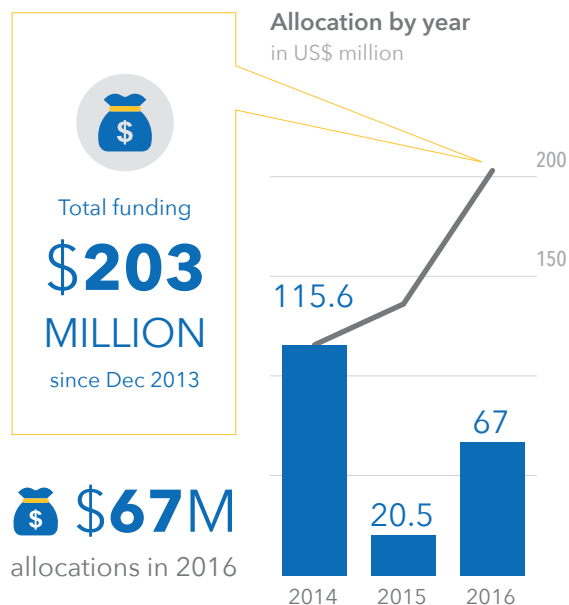 Allocation by year
in US$ million
$
Total funding
$203
MILLION
since Dec 2013
$
$67M
allocations in 2016
200
150
115.6
67
20.5
2014 2015 2016